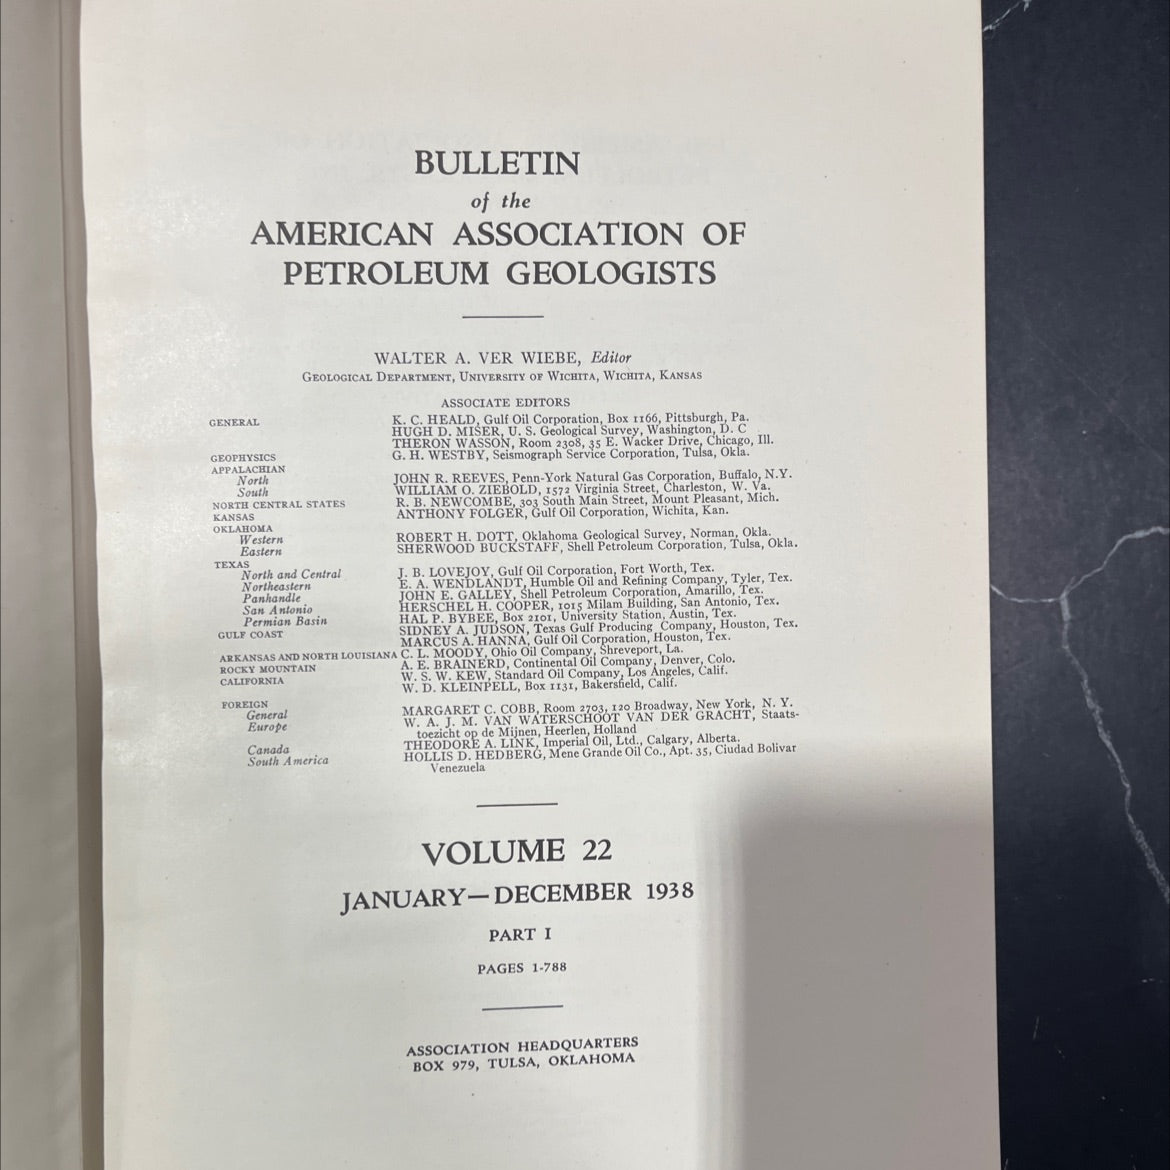 BULLETIN
of the
AMERICAN ASSOCIATION OF
PETROLEUM GEOLOGISTS
WALTER A. VER WIEBE, Editor
GEOLOGICAL DEPARTMENT, UNIVERSITY OF WICHITA, WICHITA, KANSAS
ASSOCIATE EDITORS
GENERAL K. C. HEALD, Gulf Oil Corporation, Box 1166, Pittsburgh, Pa.
HUGH D. MISER, U. S. Geological Survey, Washington, D. C
THERON WASSON, Room 2308, 35 E. Wacker Drive, Chicago, Ill.
GEOPHYSICS G. H. WESTBY, Seismograph Service Corporation, Tulsa, Okla.
APPALACHIAN
North JOHN R. REEVES, Penn-York Natural Gas Corporation, Buffalo, N.Y.
South WILLIAM O. ZIEBOLD, 1572 Virginia Street, Charleston, W. Va.
NORTH CENTRAL STATES R. B. NEWCOMBE, 303 South Main Street, Mount Pleasant, Mich.
KANSAS ANTHONY FOLGER, Gulf Oil Corporation, Wichita, Kan.
OKLAHOMA
Western ROBERT H. DOTT, Oklahoma Geological Survey, Norman, Okla.
Eastern SHERWOOD BUCKSTAFF, Shell Petroleum Corporation, Tulsa, Okla.
TEXAS
North and Central J. B. LOVEJOY, Gulf Oil Corporation, Fort Worth, Tex.
Northeastern E. A. WENDLANDT, Humble Oil and Refining Company, Tyler, Tex.
Panhandle JOHN E. GALLEY, Shell Petroleum Corporation, Amarillo, Tex.
San Antonio HERSCHEL H. COOPER, 1015 Milam Building, San Antonio, Tex.
Permian Basin HAL P. BYBEE, Box 2101, University Station, Austin, Tex.
GULF COAST SIDNEY A. JUDSON, Texas Gulf Producing Company, Houston, Tex.
MARCUS A. HANNA, Gulf Oil Corporation, Houston, Tex.
ARKANSAS AND NORTH LOUISIANA C. L. MOODY, Ohio Oil Company, Shreveport, La.
ROCKY MOUNTAIN A. E. BRAINERD, Continental Oil Company, Denver, Colo.
CALIFORNIA W. S. W. KEW, Standard Oil Company, Los Angeles, Calif.
W. D. KLEINPELL, Box 1131, Bakersfield, Calif.
FOREIGN
General MARGARET C. COBB, Room 2703, 120 Broadway, New York, N. Y.
Europe W. A. J. M. VAN WATERSCHOOT VAN DER GRACHT, Staats-
toezicht op de Mijnen, Heerlen, Holland
Canada THEODORE A. LINK, Imperial Oil, Ltd., Calgary, Alberta.
South America HOLLIS D. HEDBERG, Mene Grande Oil Co., Apt. 35, Ciudad Bolivar
Venezuela
VOLUME 22
JANUARY—DECEMBER 1938
PART I
PAGES 1-788
ASSOCIATION HEADQUARTERS
BOX 979, TULSA, OKLAHOMA